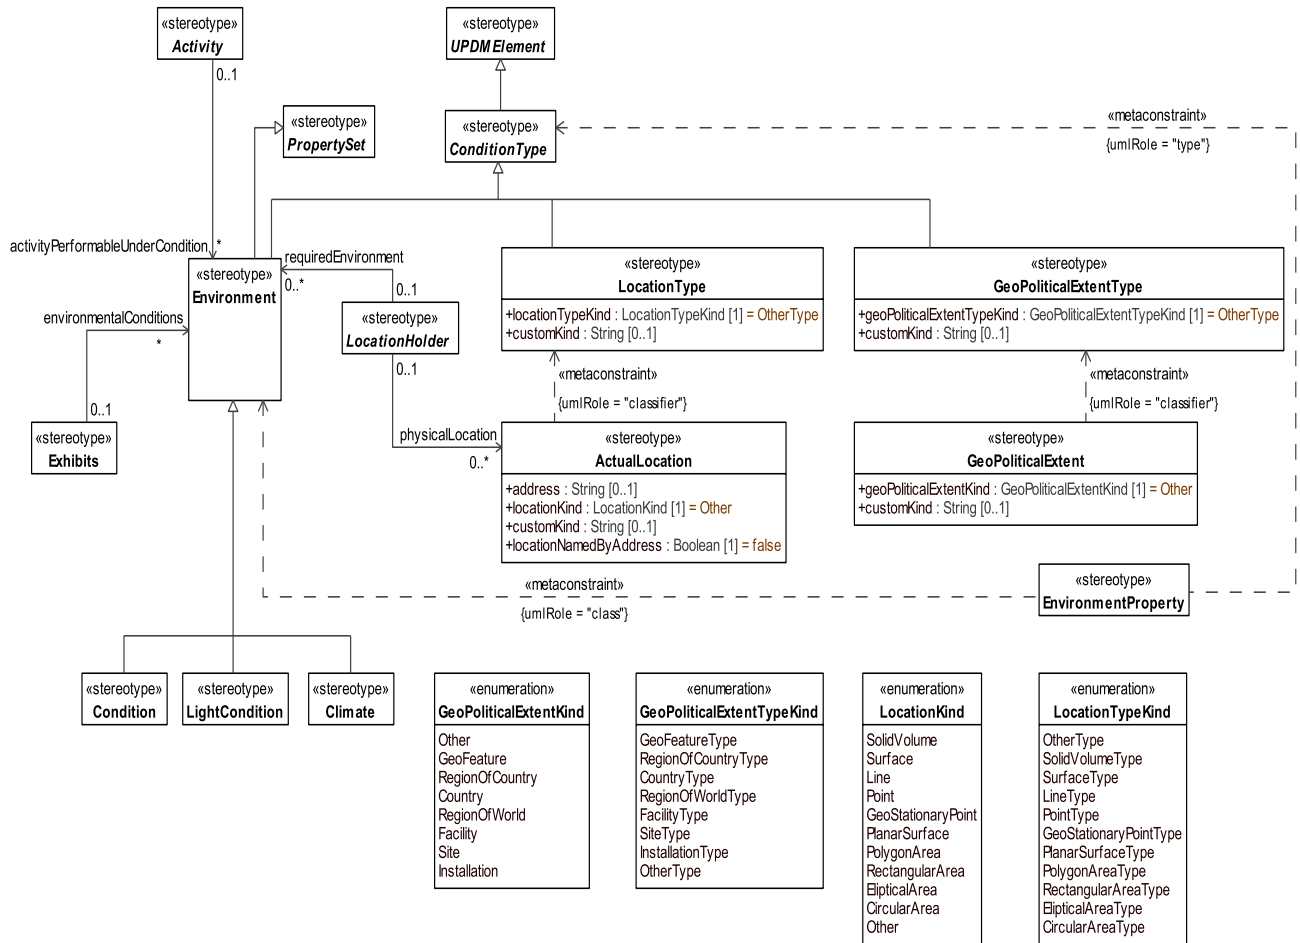 «stereotype»
Activity
0..1
«stereotype»
UPDMElement
«stereotype»
PropertySet
«stereotype»
ConditionType
«metaconstraint»
{umlRole = "type"}
activityPerformableUnderCondition
*
requiredEnvironment
0..*
0..1
«stereotype»
Environment
environmentalConditions
*
0..1
«stereotype»
Exhibits
«stereotype»
LocationHolder
0..1
physicalLocation
0..*
«stereotype»
LocationType
+locationTypeKind : LocationTypeKind [1] = OtherType
+customKind : String [0..1]
«stereotype»
GeoPoliticalExtentType
+geoPoliticalExtentTypeKind : GeoPoliticalExtentTypeKind [1] = OtherType
+customKind : String [0..1]
«metaconstraint»
{umlRole = "classifier"}
«metaconstraint»
{umlRole = "classifier"}
«stereotype»
ActualLocation
+address : String [0..1]
+locationKind : LocationKind [1] = Other
+customKind : String [0..1]
+locationNamedByAddress : Boolean [1] = false
«stereotype»
GeoPoliticalExtent
+geoPoliticalExtentKind : GeoPoliticalExtentKind [1] = Other
+customKind : String [0..1]
«metaconstraint»
{umlRole = "class"}
«stereotype»
EnvironmentProperty
«stereotype»
Condition
«stereotype»
LightCondition
«stereotype»
Climate
«enumeration»
GeoPoliticalExtentKind
Other
GeoFeature
RegionOfCountry
Country
RegionOfWorld
Facility
Site
Installation
«enumeration»
GeoPoliticalExtentTypeKind
GeoFeatureType
RegionOfCountryType
CountryType
RegionOfWorldType
FacilityType
SiteType
InstallationType
OtherType
«enumeration»
LocationKind
SolidVolume
Surface
Line
Point
GeoStationaryPoint
PlanarSurface
PolygonArea
RectangularArea
ElipticalArea
CircularArea
Other
«enumeration»
LocationTypeKind
OtherType
SolidVolumeType
SurfaceType
LineType
PointType
GeoStationaryPointType
PlanarSurfaceType
PolygonAreaType
RectangularAreaType
ElipticalAreaType
CircularAreaType